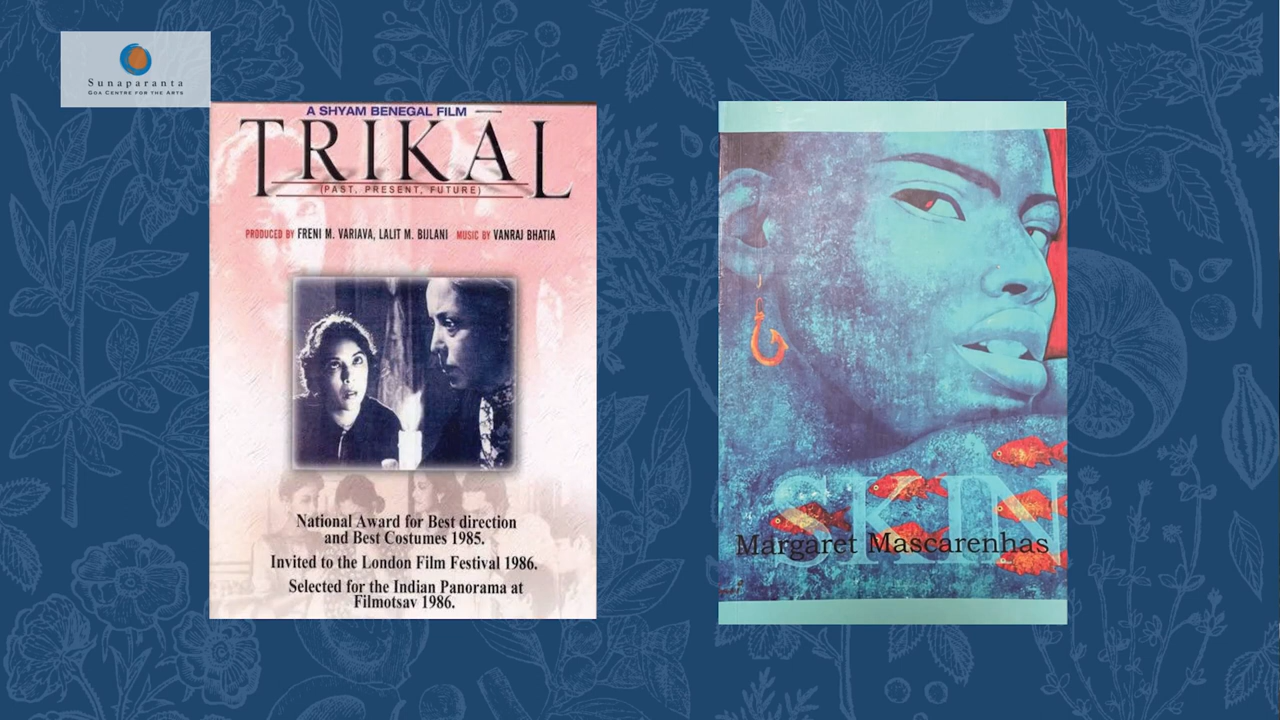 Sunaparanta
GOA CENTRE FOR THE ARTS
A SHYAM BENEGAL FILM
TRIKĀL
(PAST, PRESENT, FUTURE)
PRODUCED BY FRENI M. VARIAVA, LALIT M. BIJLANI MUSIC BY VANRAJ BHATIA
National Award for Best direction
and Best Costumes 1985.
Invited to the London Film Festival 1986.
Selected for the Indian Panorama at
Filmotsav 1986.
SKIN
Margaret Mascarenhas